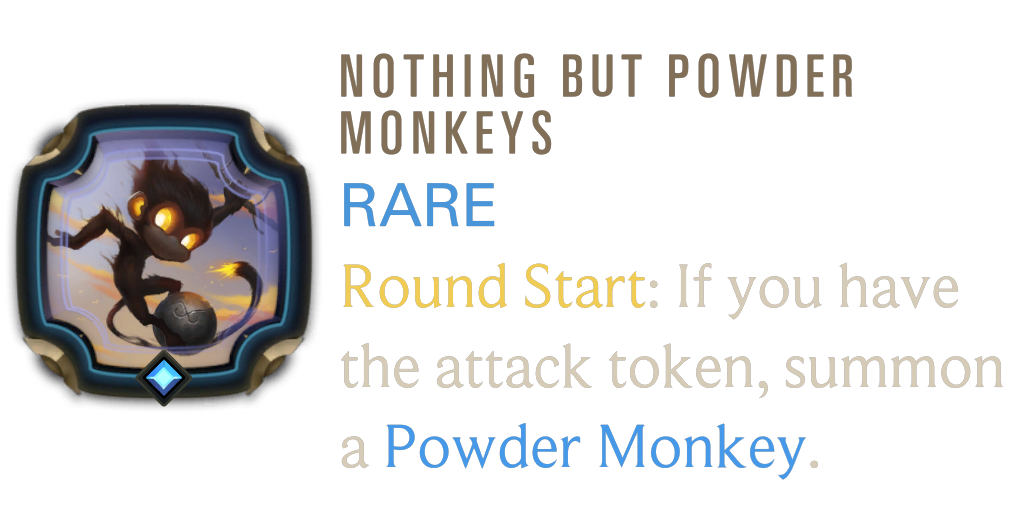 NOTHING BUT POWDER
MONKEYS
RARE
Round Start: If you have
the attack token, summon
a Powder Monkey.